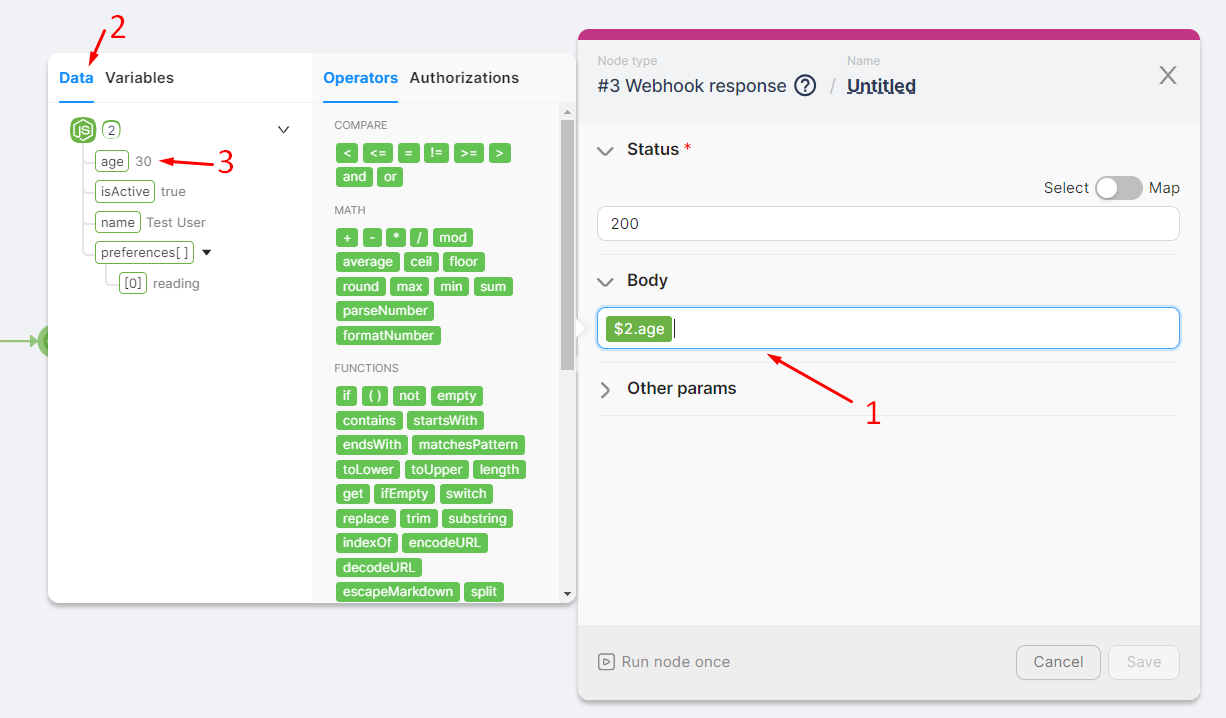 2
Data Variables
Operators Authorizations
JS 2
age 30
3
isActive true
name Test User
preferences[ ]
[0] reading
COMPARE
< <= = != >= >
and or
MATH
+ - * / mod
average ceil floor
round max min sum
parseNumber
formatNumber
FUNCTIONS
if ( ) not empty
contains startsWith
endsWith matchesPattern
toLower toUpper length
get ifEmpty switch
replace trim substring
indexOf encodeURL
decodeURL
escapeMarkdown split
Node type
Name
#3 Webhook response ? / Untitled
X
Status *
Select Map
200
Body
$2.age
1
Other params
Run node once
Cancel Save